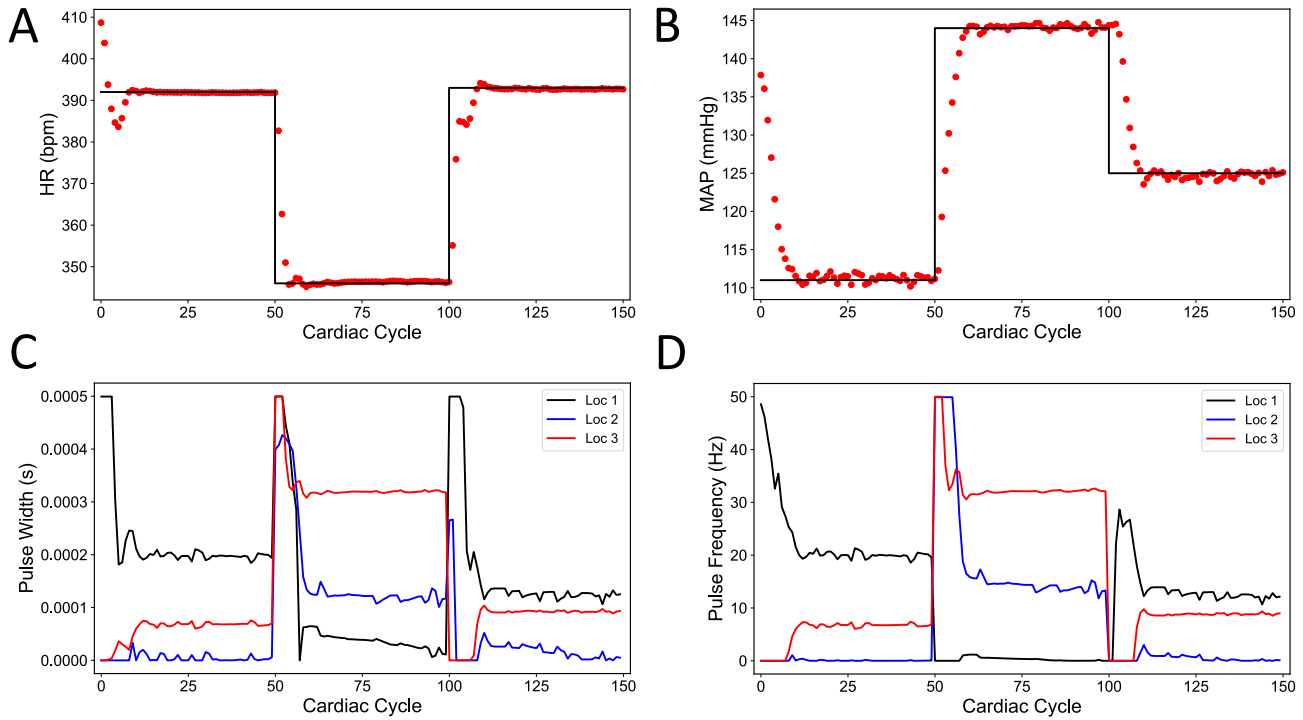 A
HR (bpm)
410
400
390
380
370
360
350
0 25 50 75 100 125 150
Cardiac Cycle
B
MAP (mmHg)
145
140
135
130
125
120
115
110
0 25 50 75 100 125 150
Cardiac Cycle
C
Pulse Width (s)
0.0005
0.0004
0.0003
0.0002
0.0001
0.0000
Loc 1
Loc 2
Loc 3
0 25 50 75 100 125 150
Cardiac Cycle
D
Pulse Frequency (Hz)
50
40
30
20
10
0
Loc 1
Loc 2
Loc 3
0 25 50 75 100 125 150
Cardiac Cycle